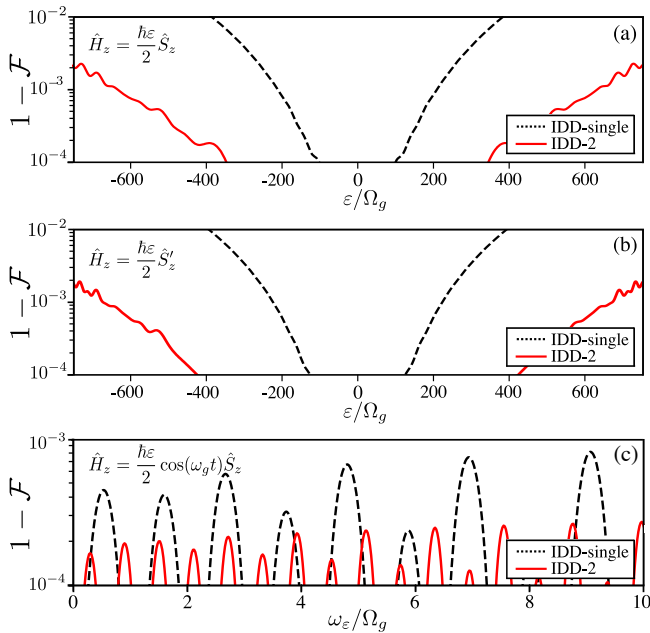 10⁻²
(a)
Ĥ_z = ħε/2 Ŝ_z
1 − 𝓕
10⁻³
IDD-single
IDD-2
10⁻⁴
-600 -400 -200 0 200 400 600
ε/Ω_g
10⁻²
(b)
Ĥ_z = ħε/2 Ŝ′_z
1 − 𝓕
10⁻³
IDD-single
IDD-2
10⁻⁴
-600 -400 -200 0 200 400 600
ε/Ω_g
10⁻³
(c)
Ĥ_z = ħε/2 cos(ω_g t)Ŝ_z
1 − 𝓕
IDD-single
IDD-2
10⁻⁴
0 2 4 6 8 10
ω_ε/Ω_g